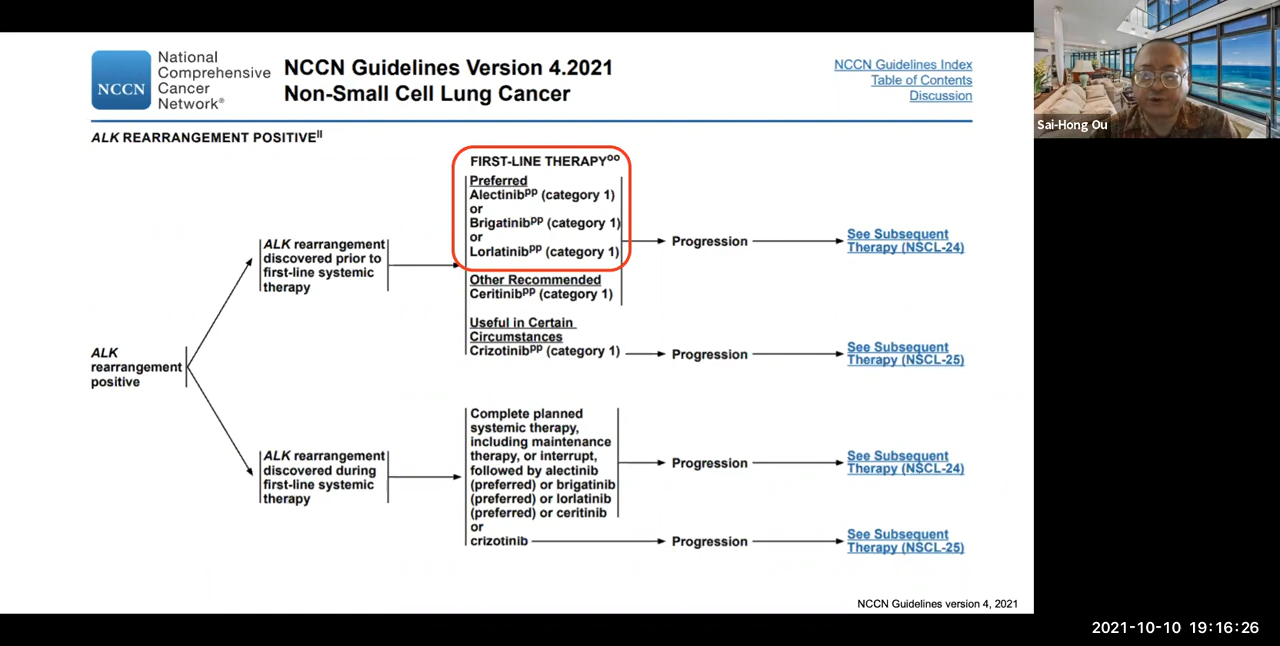 NCCN
National
Comprehensive
Cancer
Network®
NCCN Guidelines Version 4.2021
Non-Small Cell Lung Cancer
NCCN Guidelines Index
Table of Contents
Discussion
ALK REARRANGEMENT POSITIVEll
FIRST-LINE THERAPYoo
Preferred
Alectinibpp (category 1)
or
Brigatinibpp (category 1)
or
Lorlatinibpp (category 1)
Other Recommended
Ceritinibpp (category 1)
Useful in Certain
Circumstances
Crizotinibpp (category 1)
ALK rearrangement
discovered prior to
first-line systemic
therapy
Progression
See Subsequent
Therapy (NSCL-24)
Progression
See Subsequent
Therapy (NSCL-25)
ALK
rearrangement
positive
ALK rearrangement
discovered during
first-line systemic
therapy
Complete planned
systemic therapy,
including maintenance
therapy, or interrupt,
followed by alectinib
(preferred) or brigatinib
(preferred) or lorlatinib
(preferred) or ceritinib
or
crizotinib
Progression
See Subsequent
Therapy (NSCL-24)
Progression
See Subsequent
Therapy (NSCL-25)
NCCN Guidelines version 4, 2021
Sai-Hong Ou
2021-10-10 19:16:26